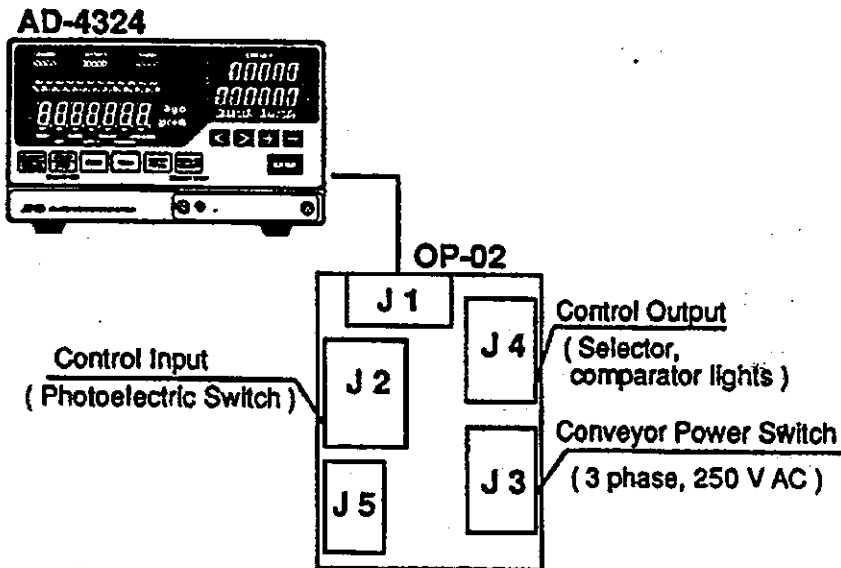 AD-4324
00000
000000
8888888
< > + -
OP-02
J 1
J 4
Control Output
( Selector,
comparator lights )
Control Input
( Photoelectric Switch )
J 2
Conveyor Power Switch
( 3 phase, 250 V AC )
J 3
J 5